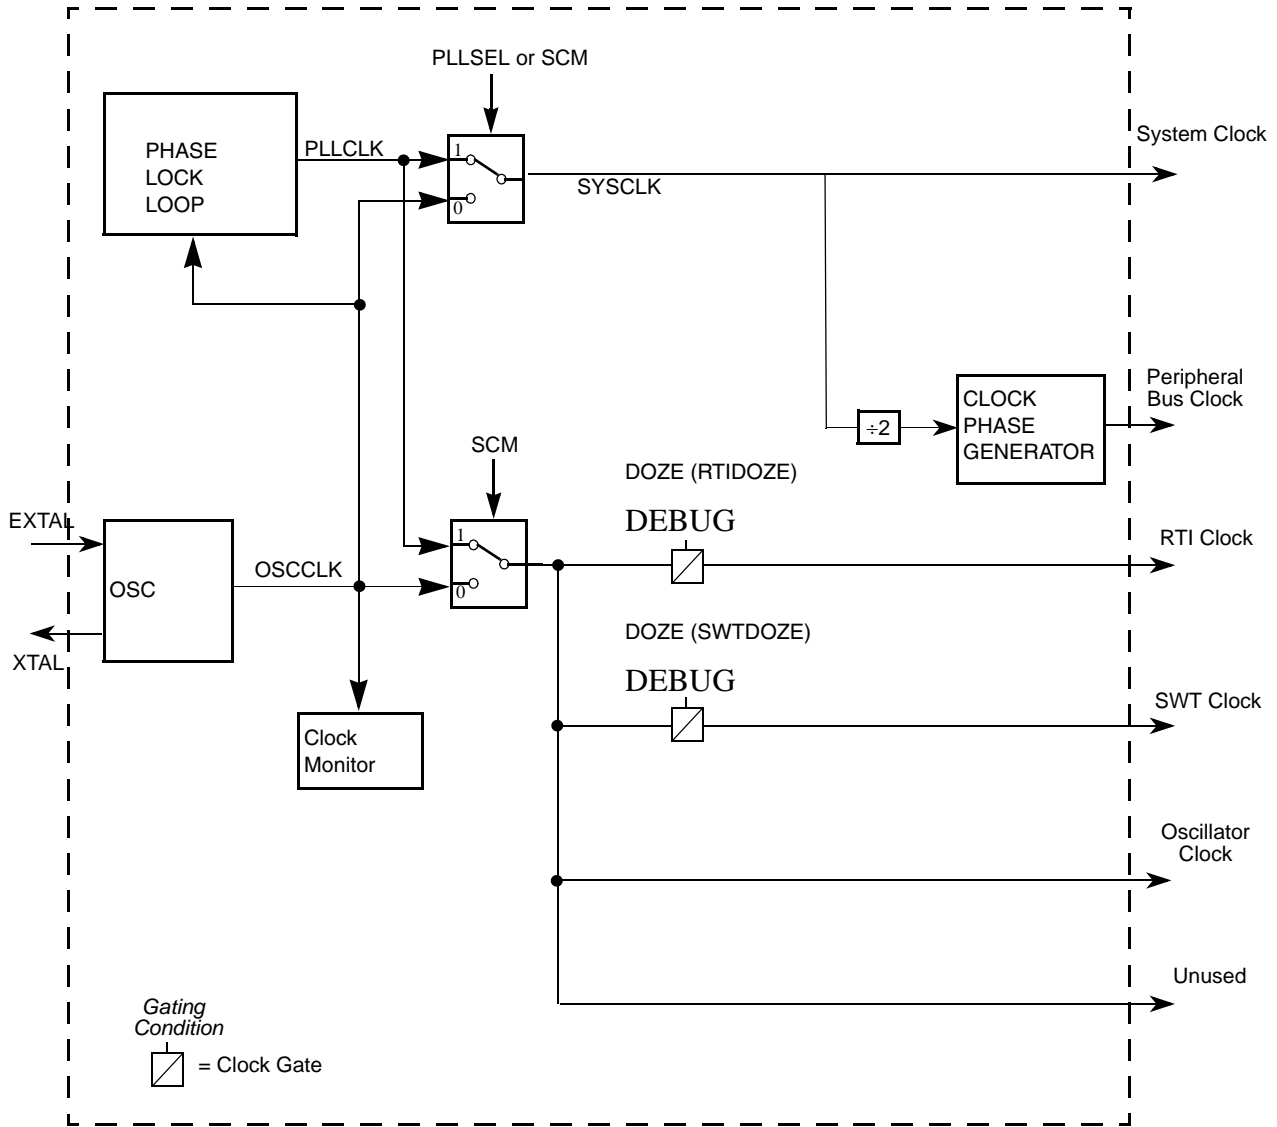 PLLSEL or SCM
System Clock
PHASE
LOCK
LOOP
PLLCLK
1
0
SYSCLK
Peripheral
Bus Clock
CLOCK
PHASE
GENERATOR
÷2
SCM
DOZE (RTIDOZE)
DEBUG
EXTAL
RTI Clock
OSC
OSCCLK
1
0
XTAL
DOZE (SWTDOZE)
DEBUG
SWT Clock
Clock
Monitor
Oscillator
Clock
Unused
Gating
Condition
= Clock Gate